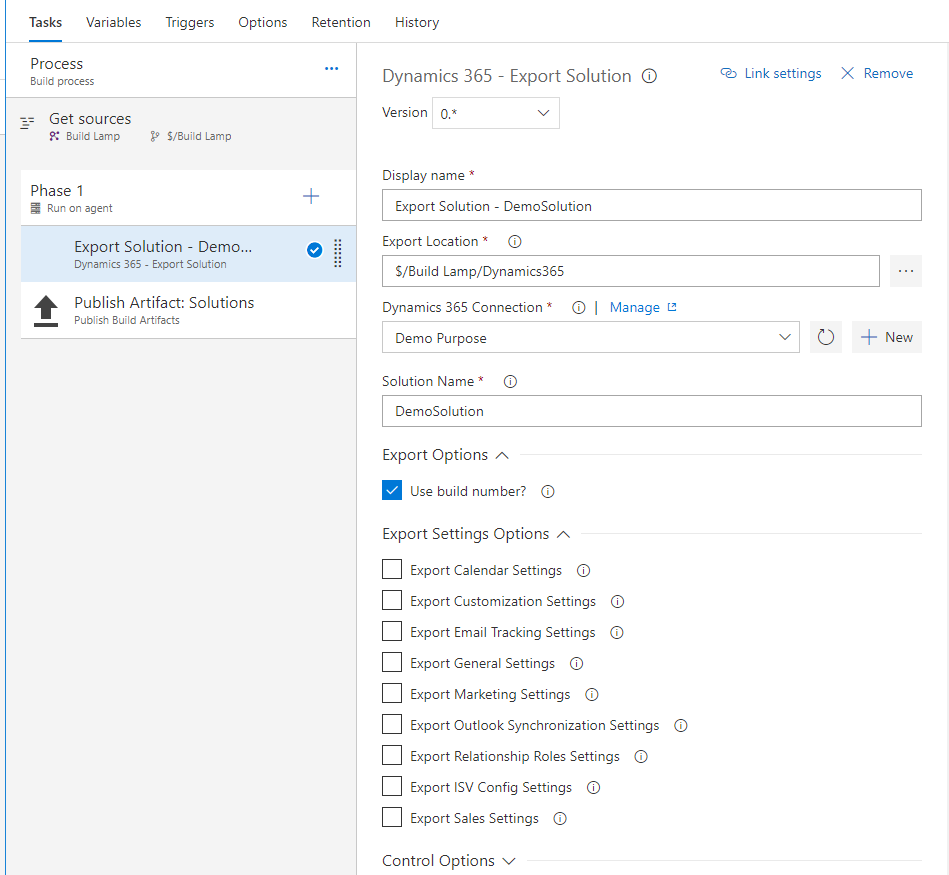 Tasks Variables Triggers Options Retention History
Process
Build process
Get sources
Build Lamp $/Build Lamp
Phase 1
Run on agent
Export Solution - Demo...
Dynamics 365 - Export Solution
Publish Artifact: Solutions
Publish Build Artifacts
Dynamics 365 - Export Solution
Link settings Remove
Version 0.*
Display name *
Export Solution - DemoSolution
Export Location *
$/Build Lamp/Dynamics365
Dynamics 365 Connection * | Manage
Demo Purpose
New
Solution Name *
DemoSolution
Export Options
Use build number?
Export Settings Options
Export Calendar Settings
Export Customization Settings
Export Email Tracking Settings
Export General Settings
Export Marketing Settings
Export Outlook Synchronization Settings
Export Relationship Roles Settings
Export ISV Config Settings
Export Sales Settings
Control Options